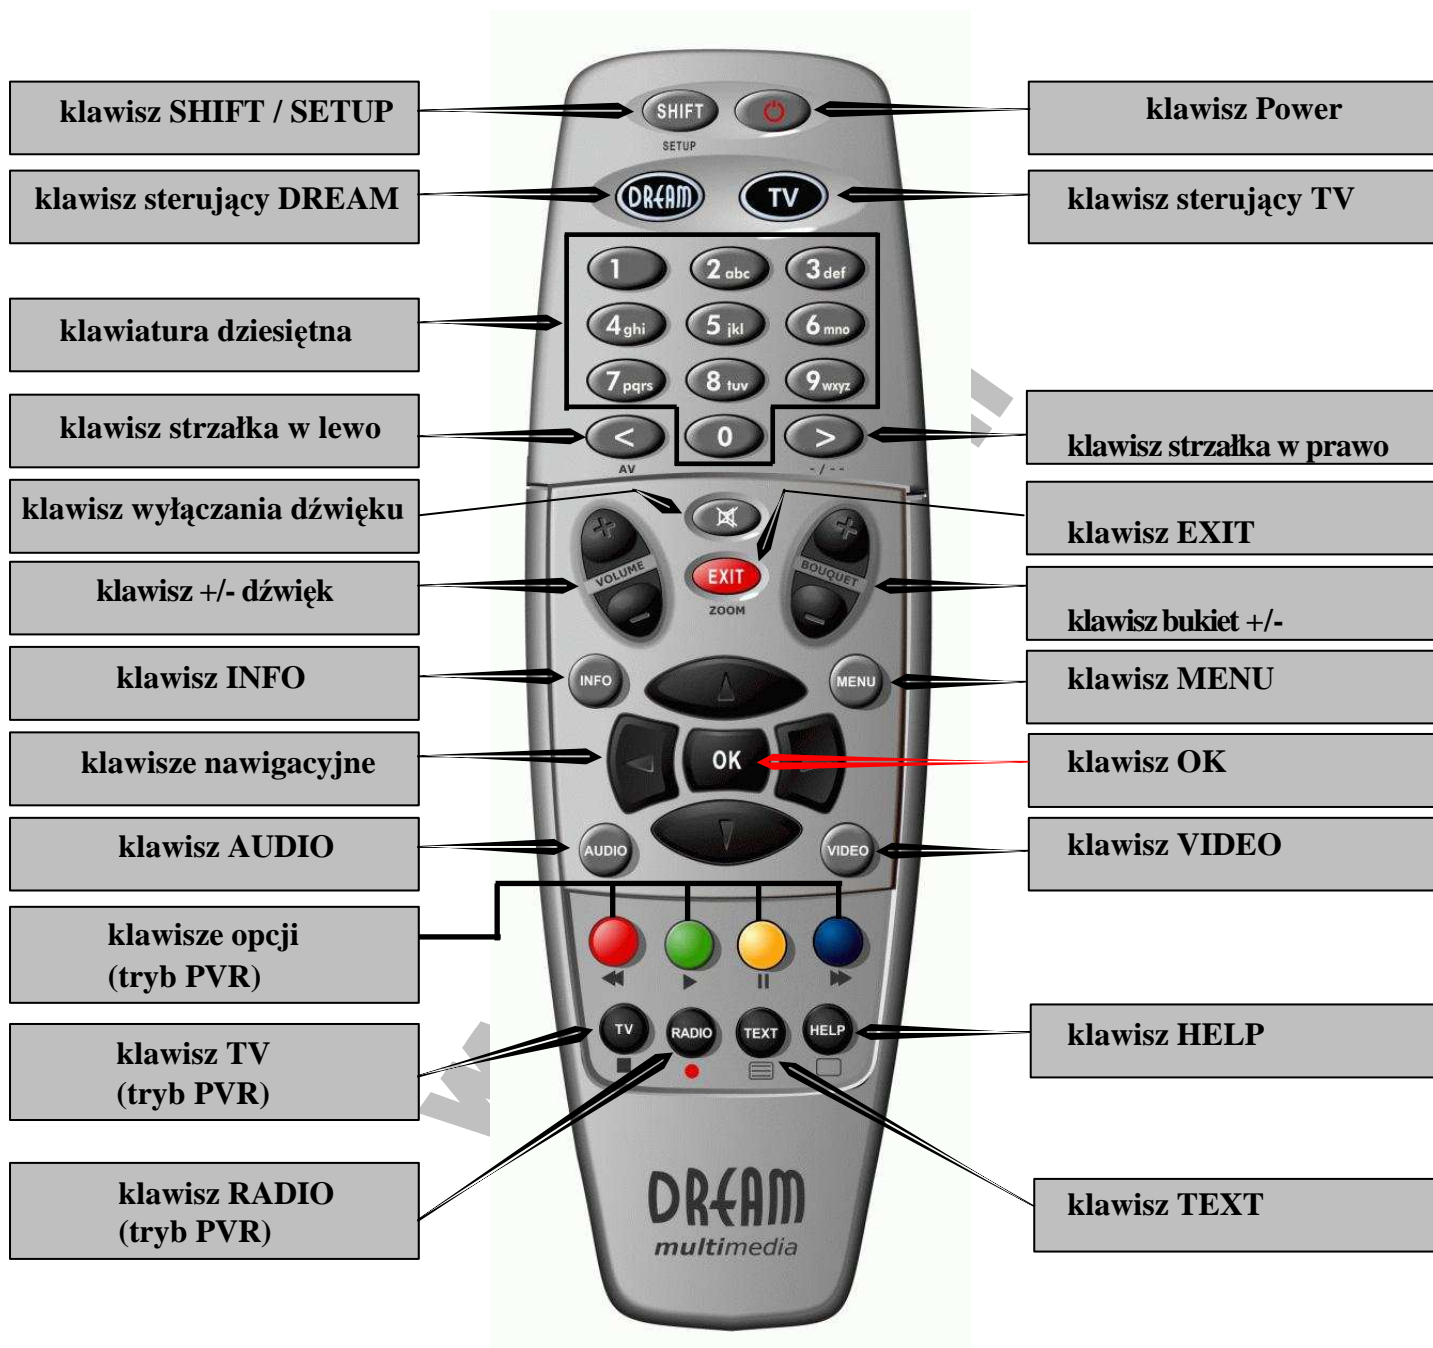 klawisz SHIFT / SETUP
klawisz sterujący DREAM
klawiatura dziesiętna
klawisz strzałka w lewo
klawisz wyłączania dźwięku
klawisz +/- dźwięk
klawisz INFO
klawisze nawigacyjne
klawisz AUDIO
klawisze opcji
(tryb PVR)
klawisz TV
(tryb PVR)
klawisz RADIO
(tryb PVR)
SHIFT
SETUP
DREAM TV
1 2 abc 3 def
4 ghi 5 jkl 6 mno
7 pqrs 8 tuv 9 wxyz
< 0 >
AV - / - -
VOLUME EXIT BOUQUET
ZOOM
INFO MENU
OK
AUDIO VIDEO
TV RADIO TEXT HELP
DREAM
multimedia
klawisz Power
klawisz sterujący TV
klawisz strzałka w prawo
klawisz EXIT
klawisz bukiet +/-
klawisz MENU
klawisz OK
klawisz VIDEO
klawisz HELP
klawisz TEXT